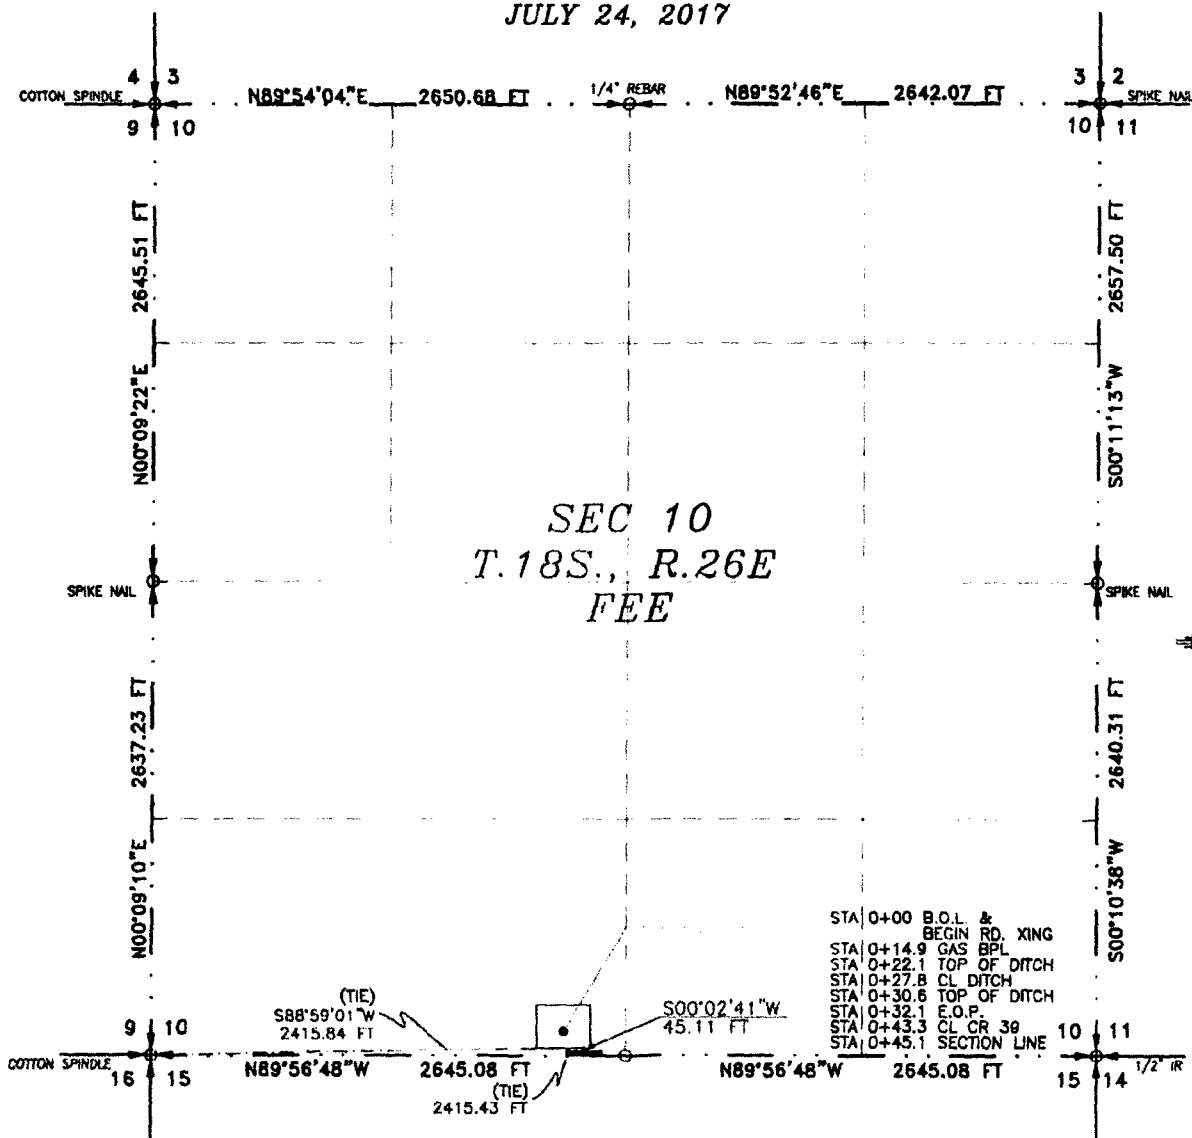 JULY 24, 2017
4 3
3 2
COTTON SPINDLE
N89°54'04"E 2650.68 FT
1/4" REBAR
N89°52'46"E 2642.07 FT
SPIKE NAIL
9 10
10 11
2645.51 FT
N00°09'22"E
2657.50 FT
S00°11'13"W
SEC 10
T.18S., R.26E
FEE
SPIKE NAIL
SPIKE NAIL
2637.23 FT
N00°09'10"E
2640.31 FT
S00°10'38"W
STA 0+00 B.O.L. &
BEGIN RD. XING
STA 0+14.9 GAS BPL
STA 0+22.1 TOP OF DITCH
STA 0+27.8 CL DITCH
STA 0+30.6 TOP OF DITCH
STA 0+32.1 E.O.P.
STA 0+43.3 CL CR 39
STA 0+45.1 SECTION LINE
(TIE)
S88°59'01"W
2415.84 FT
S00°02'41"W
45.11 FT
9 10
10 11
COTTON SPINDLE
16 15
N89°56'48"W 2645.08 FT
(TIE)
2415.43 FT
N89°56'48"W 2645.08 FT
15 14
1/2" IR